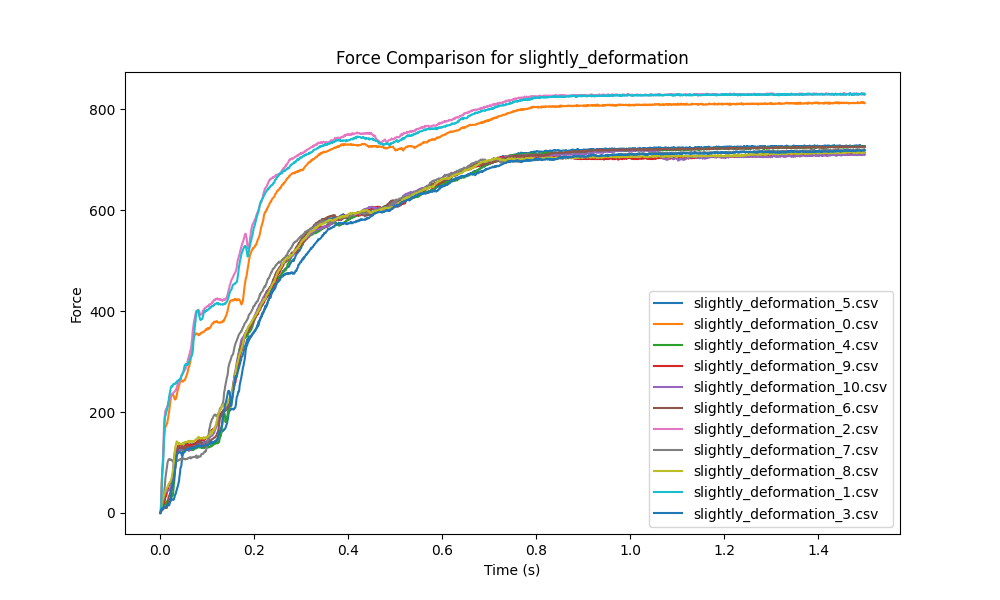 Force Comparison for slightly_deformation
800
600
400
200
0
Force
0.0 0.2 0.4 0.6 0.8 1.0 1.2 1.4
Time (s)
slightly_deformation_5.csv
slightly_deformation_0.csv
slightly_deformation_4.csv
slightly_deformation_9.csv
slightly_deformation_10.csv
slightly_deformation_6.csv
slightly_deformation_2.csv
slightly_deformation_7.csv
slightly_deformation_8.csv
slightly_deformation_1.csv
slightly_deformation_3.csv